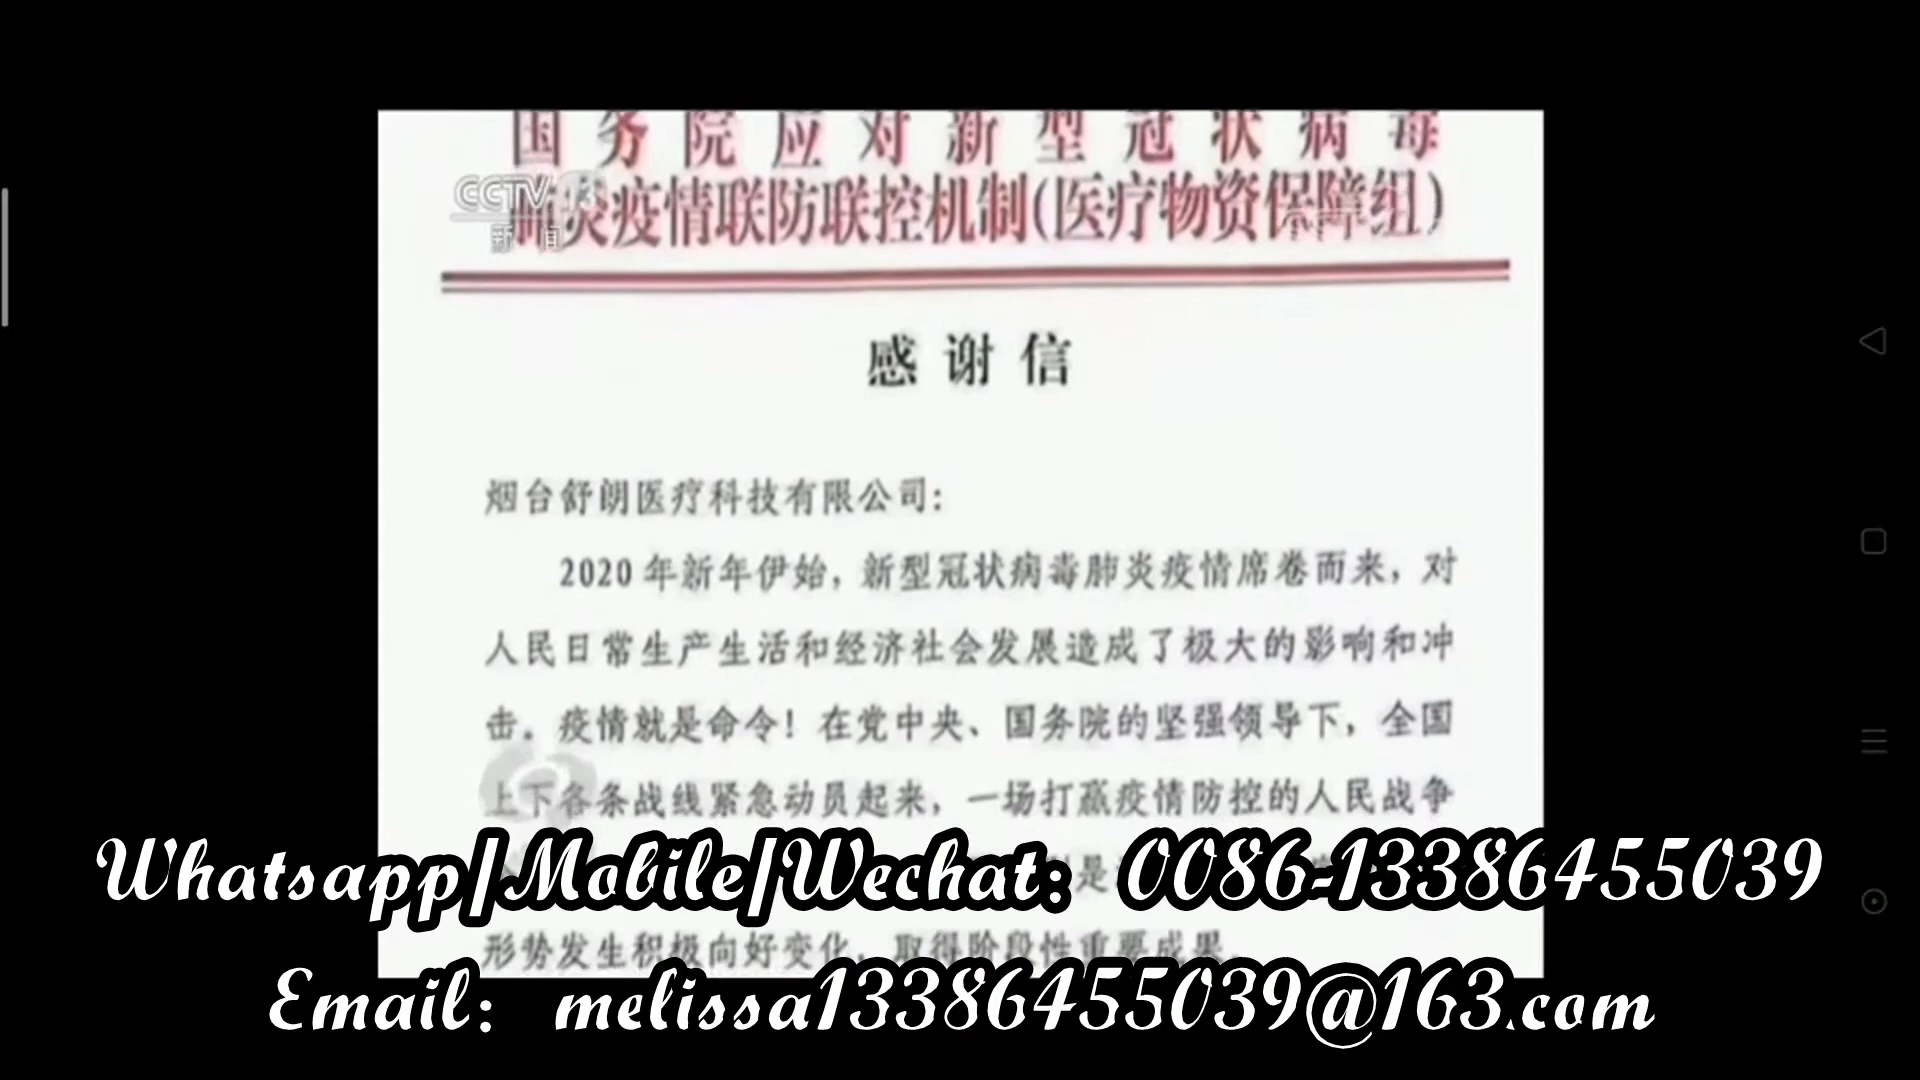 国务院应对新型冠状病毒
肺炎疫情联防联控机制(医疗物资保障组)
CCTV 13
新闻
感谢信
烟台舒朗医疗科技有限公司:
2020年新年伊始,新型冠状病毒肺炎疫情席卷而来,对
人民日常生产生活和经济社会发展造成了极大的影响和冲
击。疫情就是命令!在党中央、国务院的坚强领导下,全国
上下各条战线紧急动员起来,一场打赢疫情防控的人民战争
是
Whatsapp/Mobile/Wechat: 0086-13386455039
形势发生积极向好变化,取得阶段性重要成果。
Email: melissa13386455039@163.com